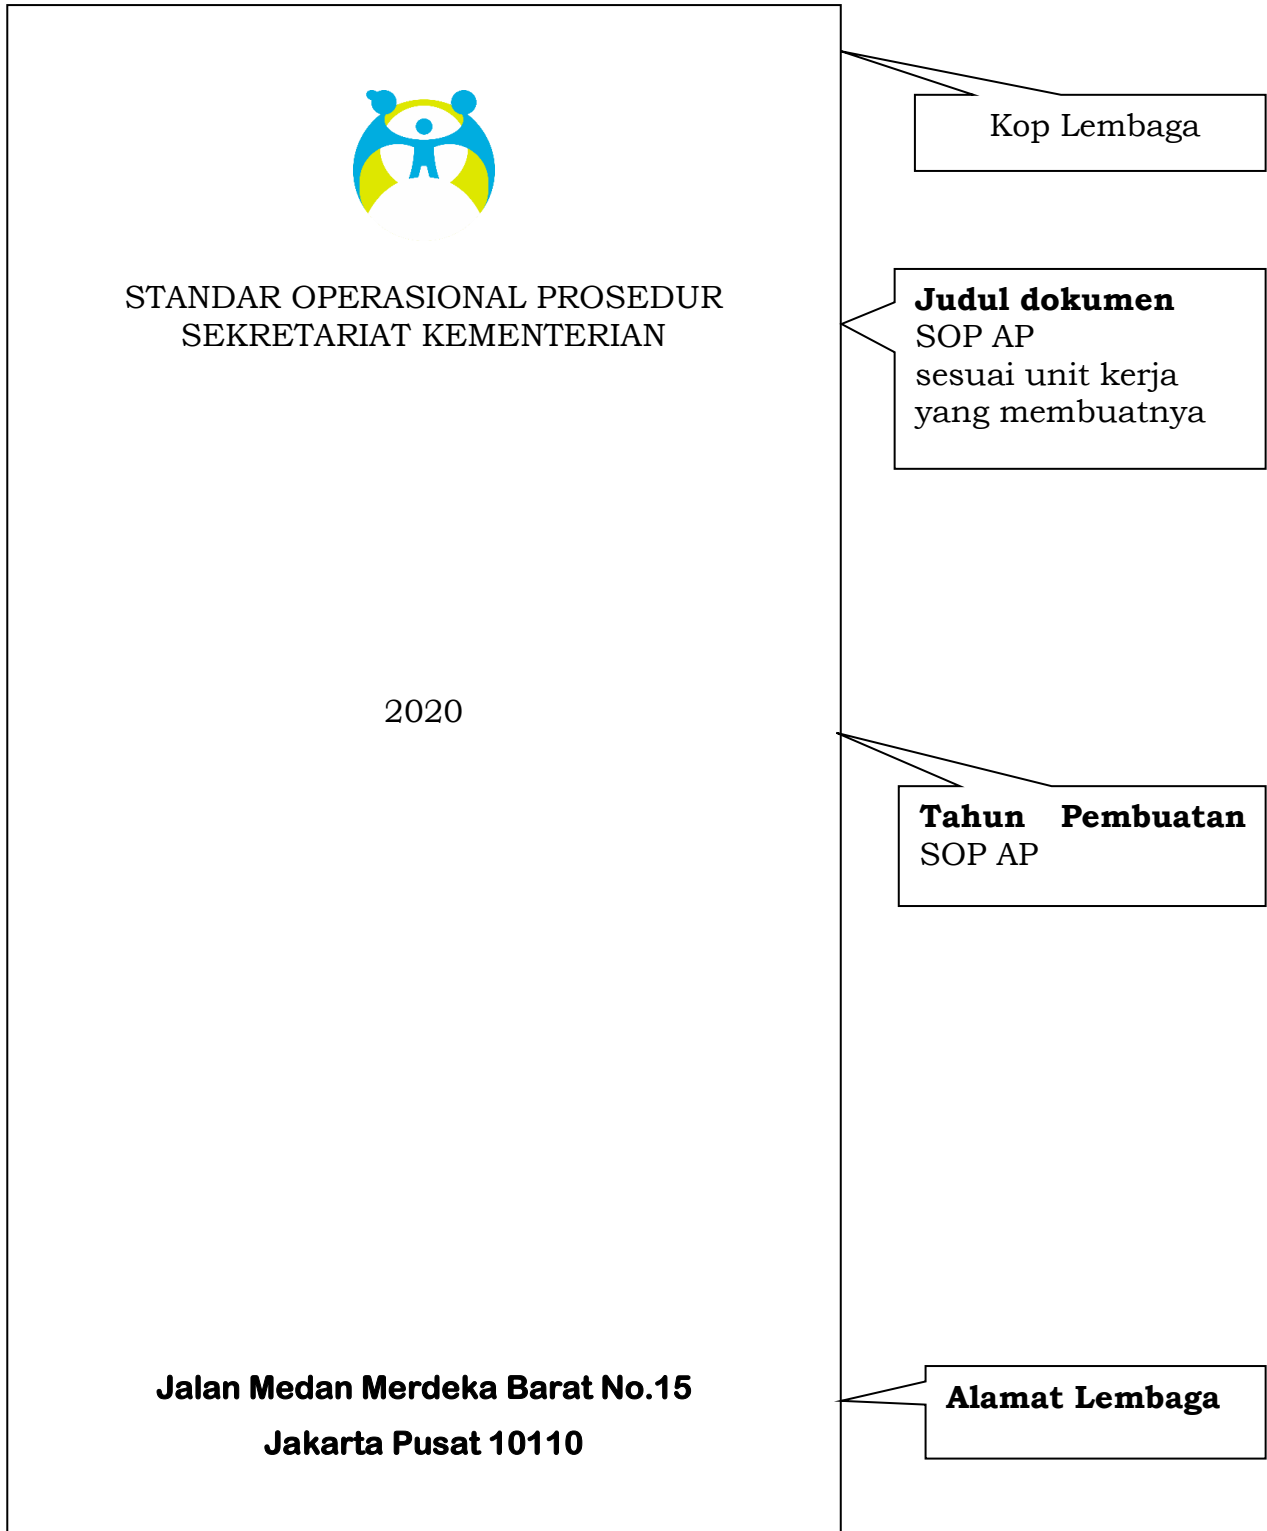 Kop Lembaga
STANDAR OPERASIONAL PROSEDUR
SEKRETARIAT KEMENTERIAN
Judul dokumen
SOP AP
sesuai unit kerja
yang membuatnya
2020
Tahun Pembuatan
SOP AP
Jalan Medan Merdeka Barat No.15
Jakarta Pusat 10110
Alamat Lembaga